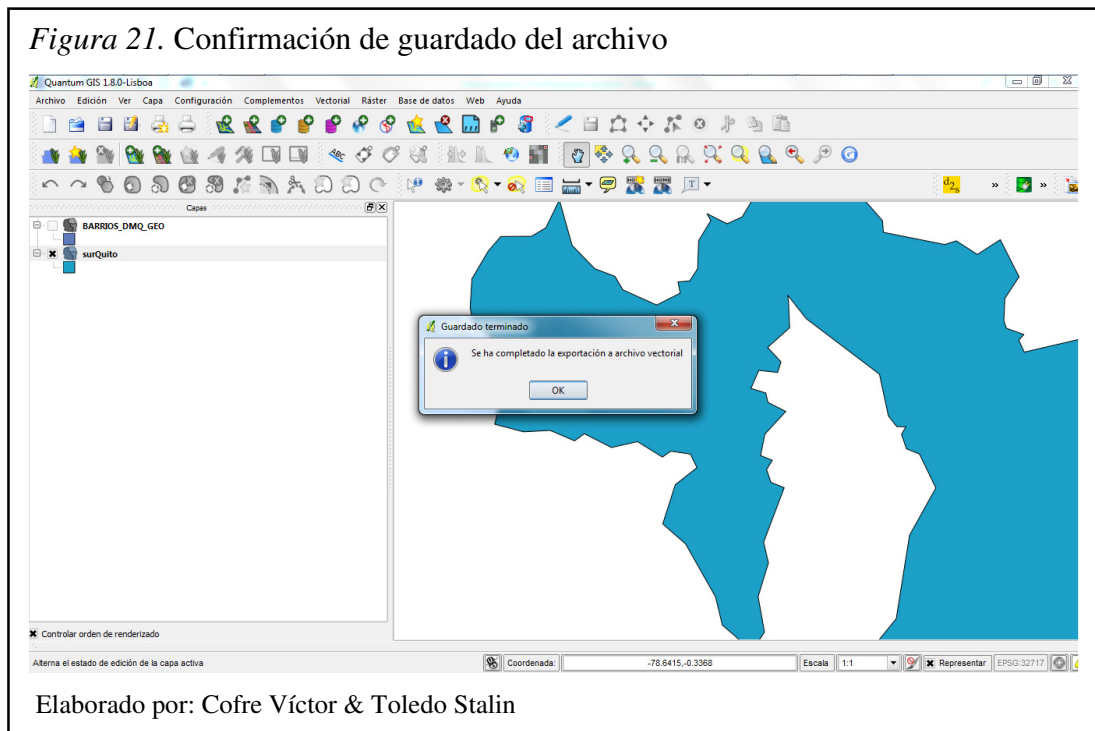 Figura 21. Confirmación de guardado del archivo
Quantum GIS 1.8.0-Lisboa
Archivo Edición Ver Capa Configuración Complementos Vectorial Ráster Base de datos Web Ayuda
Capas
BARRIOS_DMQ_GEO
surQuito
Guardado terminado
Se ha completado la exportación a archivo vectorial
OK
Controlar orden de renderizado
Alterna el estado de edición de la capa activa
Coordenada:
-78.6415,-0.3368
Escala
1:1
Representar
EPSG:32717
Elaborado por: Cofre Víctor & Toledo Stalin